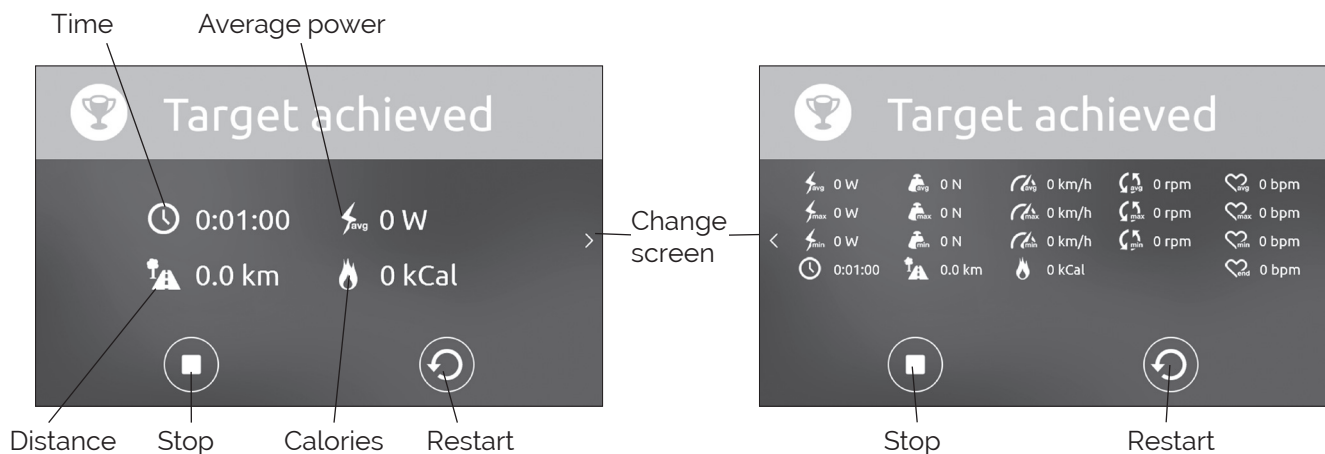 Time Average power
Target achieved
0:01:00 avg 0 W
0.0 km 0 kCal
Distance Stop Calories Restart
Change
screen
Target achieved
avg 0 W avg 0 N avg 0 km/h avg 0 rpm avg 0 bpm
max 0 W max 0 N max 0 km/h max 0 rpm max 0 bpm
min 0 W min 0 N min 0 km/h min 0 rpm min 0 bpm
0:01:00 0.0 km 0 kCal end 0 bpm
Stop Restart